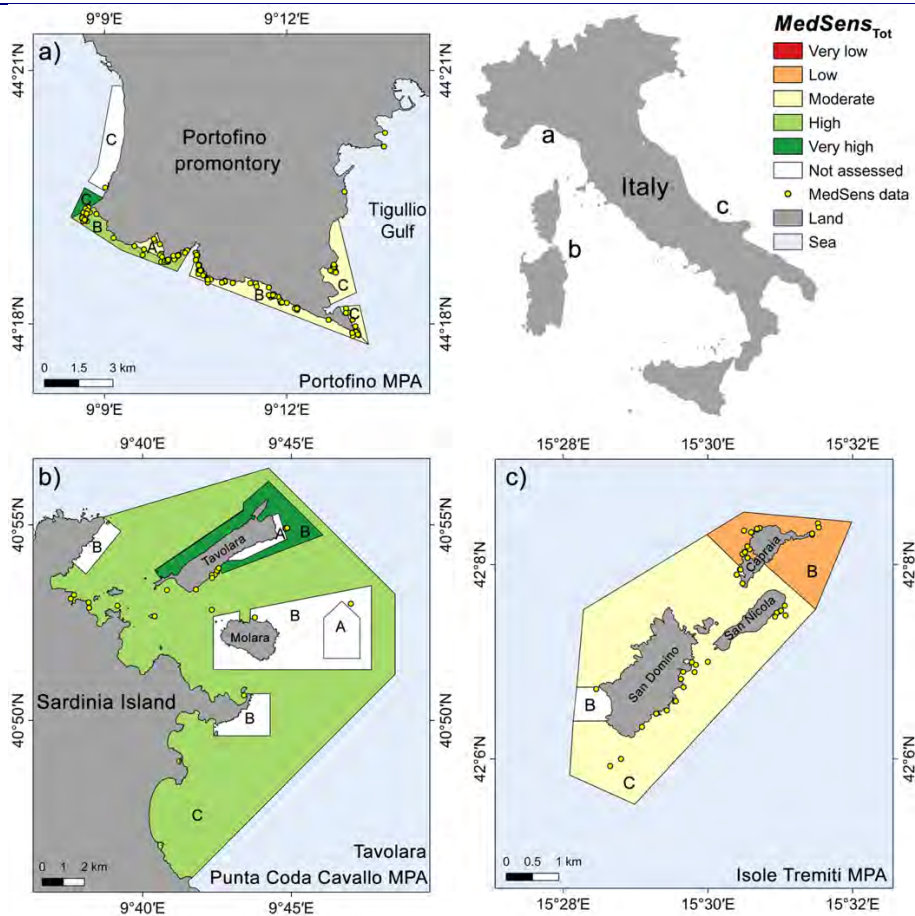 9°9'E
9°12'E
a)
44°21'N
44°21'N
C
Portofino
promontory
Tigullio
Gulf
C
B
A
B
C
C
44°18'N
44°18'N
0 1.5 3 km
Portofino MPA
9°9'E
9°12'E
a
Italy
b
c
MedSensTot
Very low
Low
Moderate
High
Very high
Not assessed
MedSens data
Land
Sea
9°40'E
9°45'E
b)
40°55'N
40°55'N
B
Tavolara
A
B
B
A
Molara
Sardinia Island
B
40°50'N
40°50'N
C
0 1 2 km
Tavolara
Punta Coda Cavallo MPA
9°40'E
9°45'E
15°28'E
15°30'E
15°32'E
c)
42°8'N
42°8'N
Capraia
B
San Nicola
San Domino
B
C
42°6'N
42°6'N
0 0.5 1 km
Isole Tremiti MPA
15°28'E
15°30'E
15°32'E